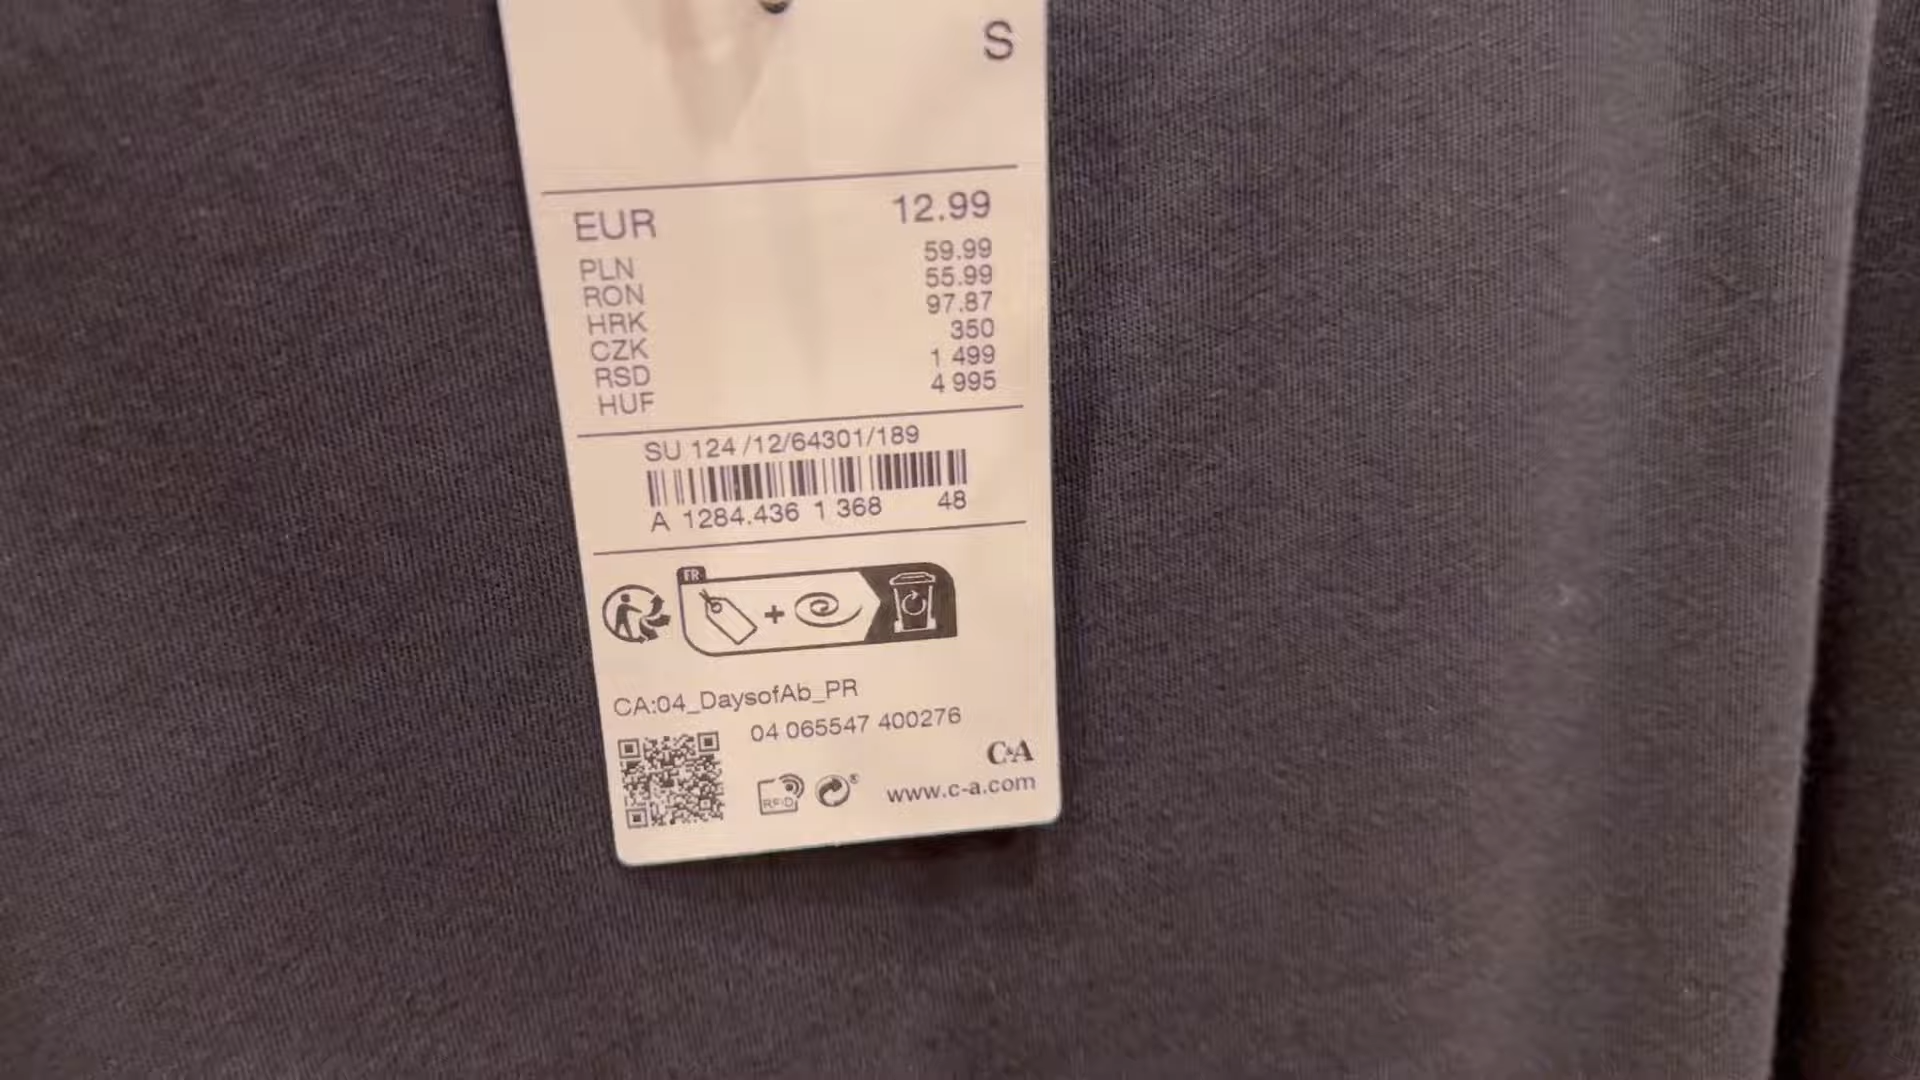 S
EUR 12.99
PLN 59.99
RON 55.99
HRK 97.87
CZK 350
RSD 1 499
HUF 4 995
SU 124 /12/64301/189
A 1284.436 1 368 48
FR
+
CA:04_DaysofAb_PR
04 065547 400276
C&A
RFID
www.c-a.com